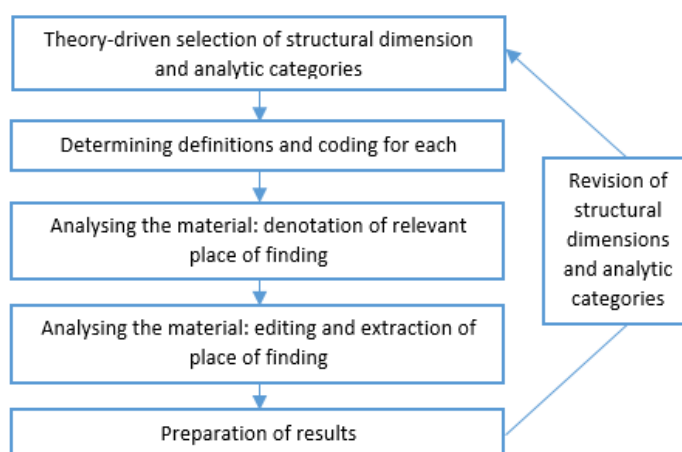 Theory-driven selection of structural dimension
and analytic categories
Determining definitions and coding for each
Analysing the material: denotation of relevant
place of finding
Analysing the material: editing and extraction of
place of finding
Preparation of results
Revision of
structural
dimensions
and analytic
categories